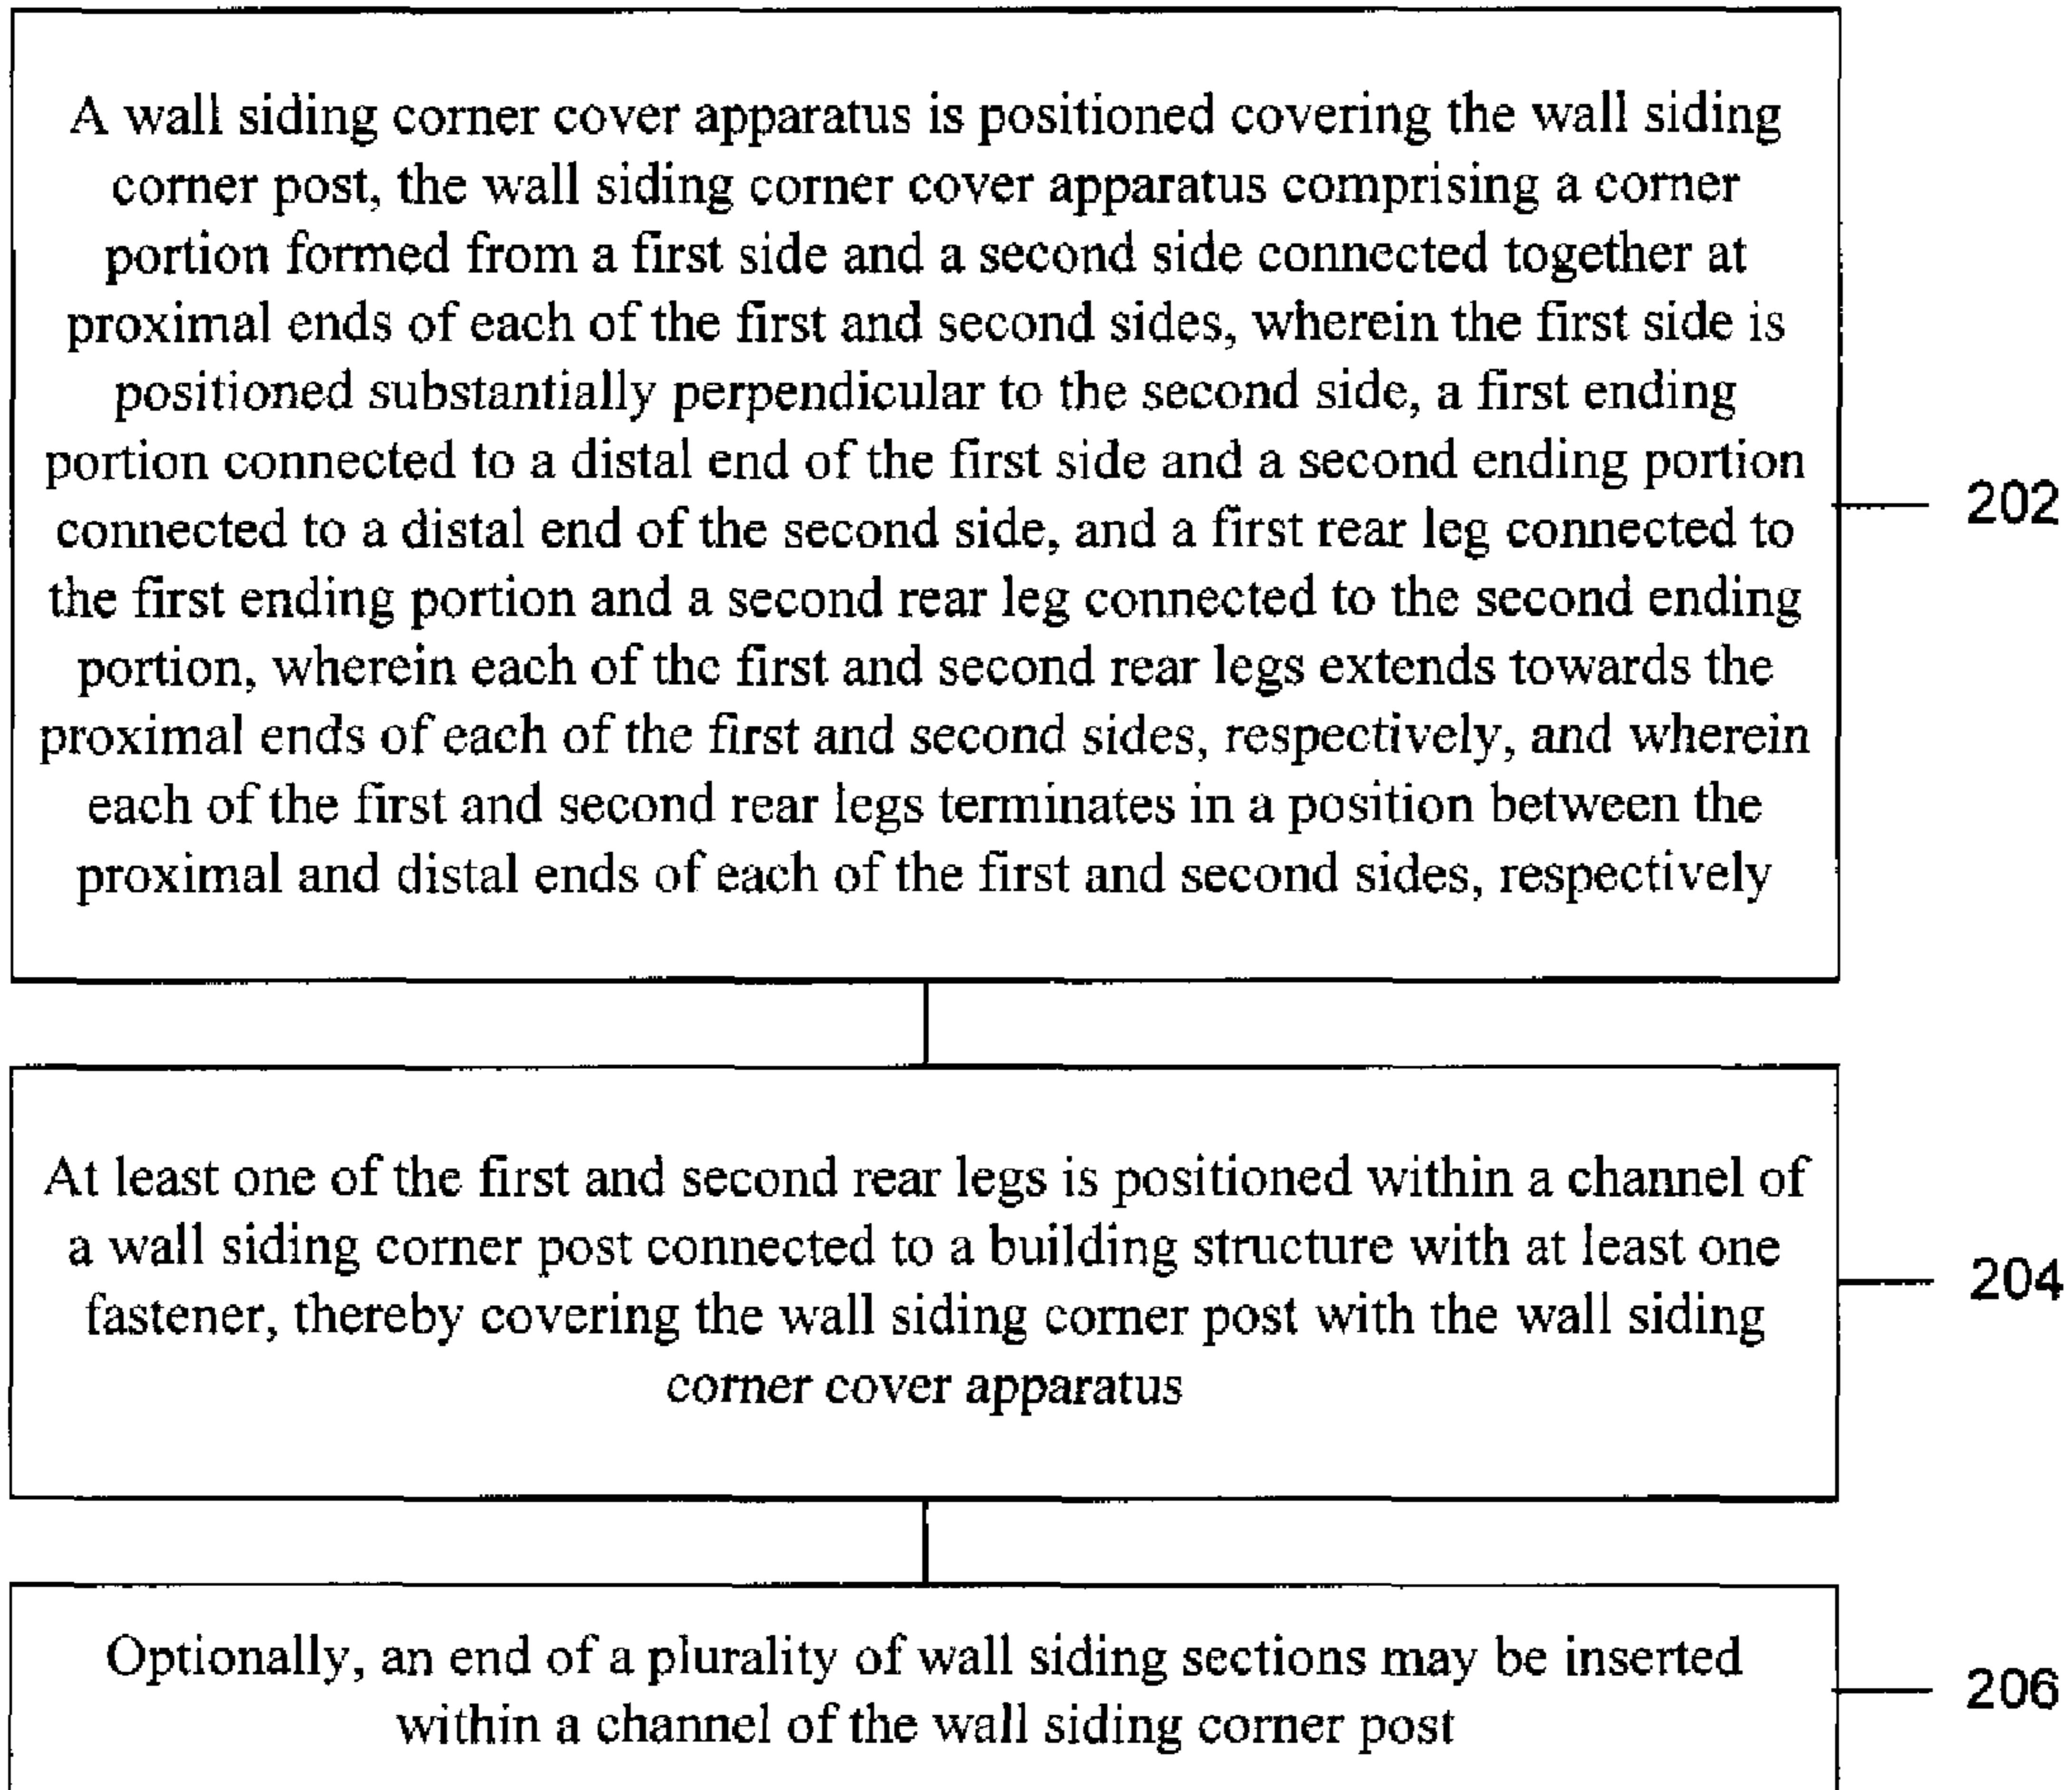 A wall siding corner cover apparatus is positioned covering the wall siding
corner post, the wall siding corner cover apparatus comprising a corner
portion formed from a first side and a second side connected together at
proximal ends of each of the first and second sides, wherein the first side is
positioned substantially perpendicular to the second side, a first ending
portion connected to a distal end of the first side and a second ending portion
connected to a distal end of the second side, and a first rear leg connected to
the first ending portion and a second rear leg connected to the second ending
portion, wherein each of the first and second rear legs extends towards the
proximal ends of each of the first and second sides, respectively, and wherein
each of the first and second rear legs terminates in a position between the
proximal and distal ends of each of the first and second sides, respectively
202
At least one of the first and second rear legs is positioned within a channel of
a wall siding corner post connected to a building structure with at least one
fastener, thereby covering the wall siding corner post with the wall siding
corner cover apparatus
204
Optionally, an end of a plurality of wall siding sections may be inserted
within a channel of the wall siding corner post
206